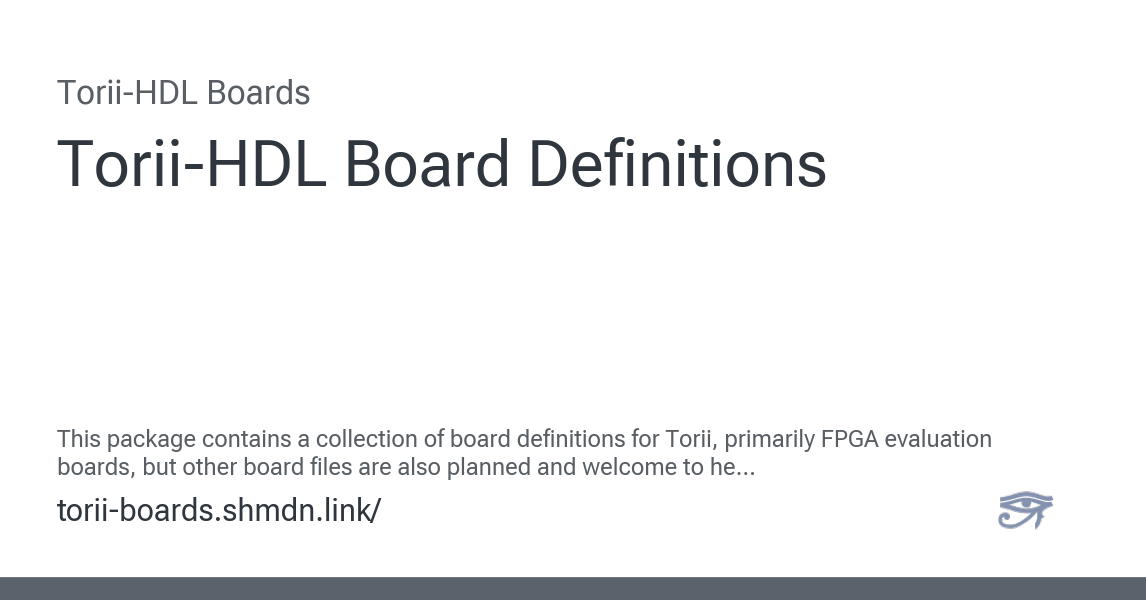 Torii-HDL Boards
Torii-HDL Board Definitions
This package contains a collection of board definitions for Torii, primarily FPGA evaluation
boards, but other board files are also planned and welcome to he...
torii-boards.shmdn.link/